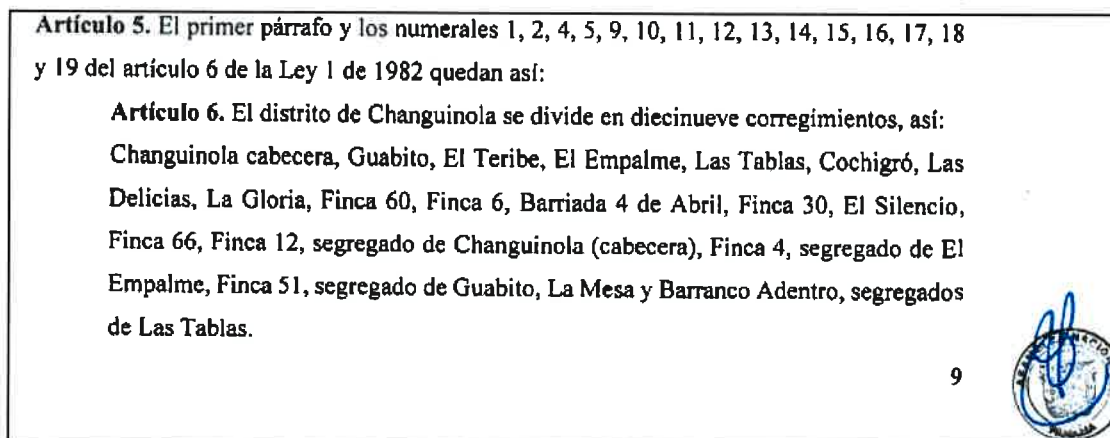 Artículo 5. El primer párrafo y los numerales 1, 2, 4, 5, 9, 10, 11, 12, 13, 14, 15, 16, 17, 18
y 19 del artículo 6 de la Ley 1 de 1982 quedan así:
Artículo 6. El distrito de Changuinola se divide en diecinueve corregimientos, así:
Changuinola cabecera, Guabito, El Teribe, El Empalme, Las Tablas, Cochigró, Las
Delicias, La Gloria, Finca 60, Finca 6, Barriada 4 de Abril, Finca 30, El Silencio,
Finca 66, Finca 12, segregado de Changuinola (cabecera), Finca 4, segregado de El
Empalme, Finca 51, segregado de Guabito, La Mesa y Barranco Adentro, segregados
de Las Tablas.
9